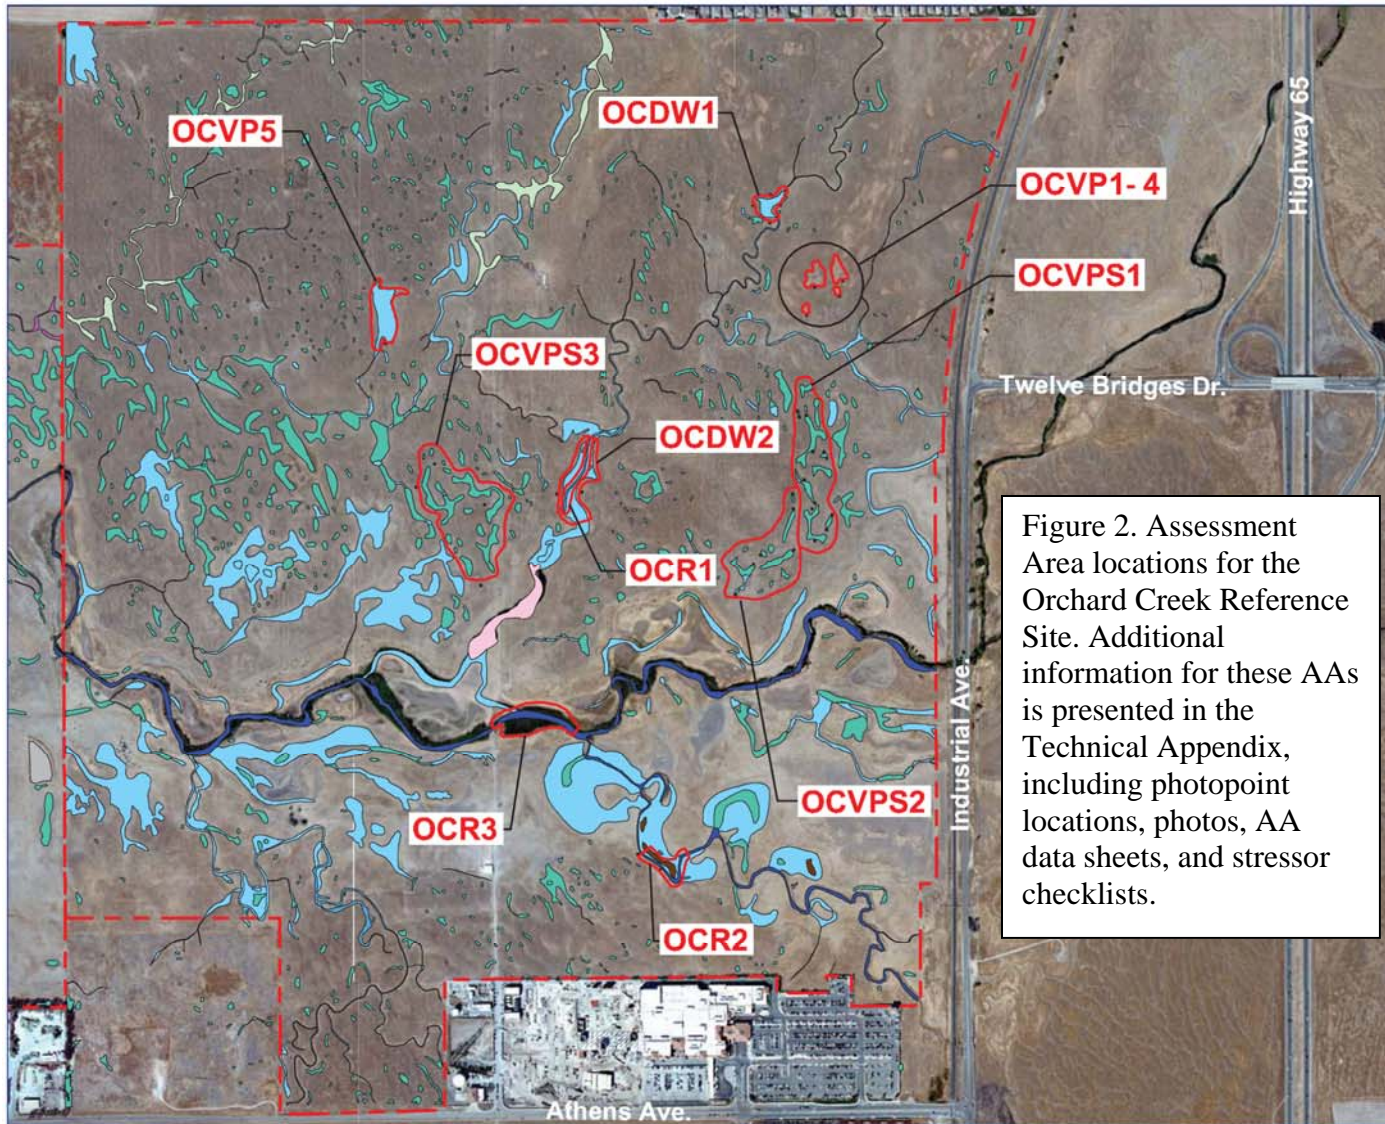 OCDW1
OCVP5
Highway 65
OCVP1- 4
OCVPS1
OCVPS3
Twelve Bridges Dr.
OCDW2
OCR1
Figure 2. Assessment
Area locations for the
Orchard Creek Reference
Site. Additional
information for these AAs
is presented in the
Technical Appendix,
including photopoint
locations, photos, AA
data sheets, and stressor
checklists.
Industrial Ave.
OCVPS2
OCR3
OCR2
Athens Ave.